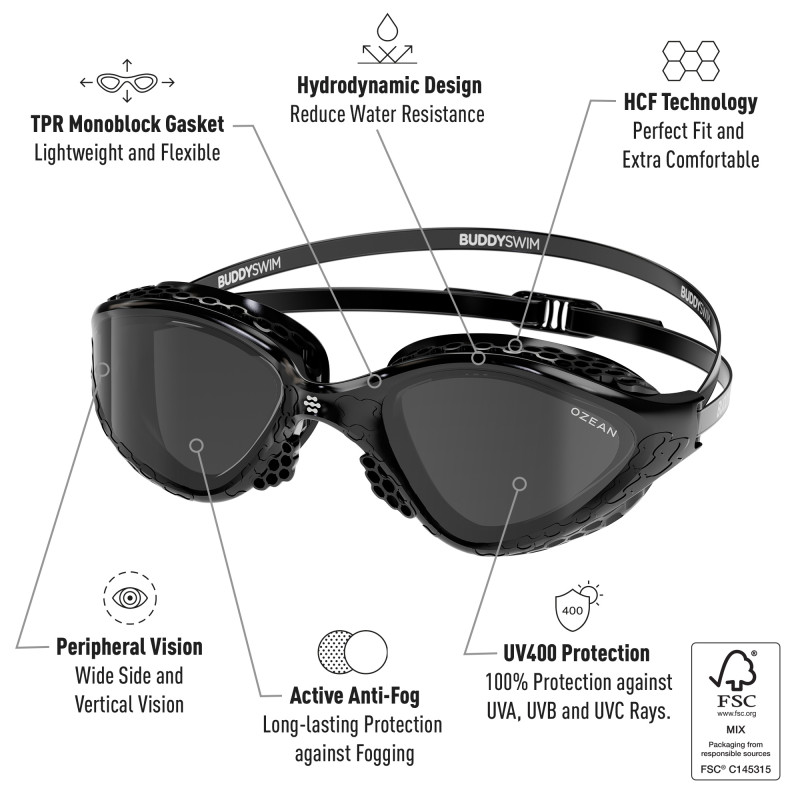 Hydrodynamic Design
Reduce Water Resistance
HCF Technology
Perfect Fit and
Extra Comfortable
TPR Monoblock Gasket
Lightweight and Flexible
BUDDYSWIM
BUDDYSWIM
BUDDYSWIM
OZEAN
400
Peripheral Vision
Wide Side and
Vertical Vision
Active Anti-Fog
Long-lasting Protection
against Fogging
UV400 Protection
100% Protection against
UVA, UVB and UVC Rays.
®
FSC
www.fsc.org
MIX
Packaging from
responsible sources
FSC® C145315